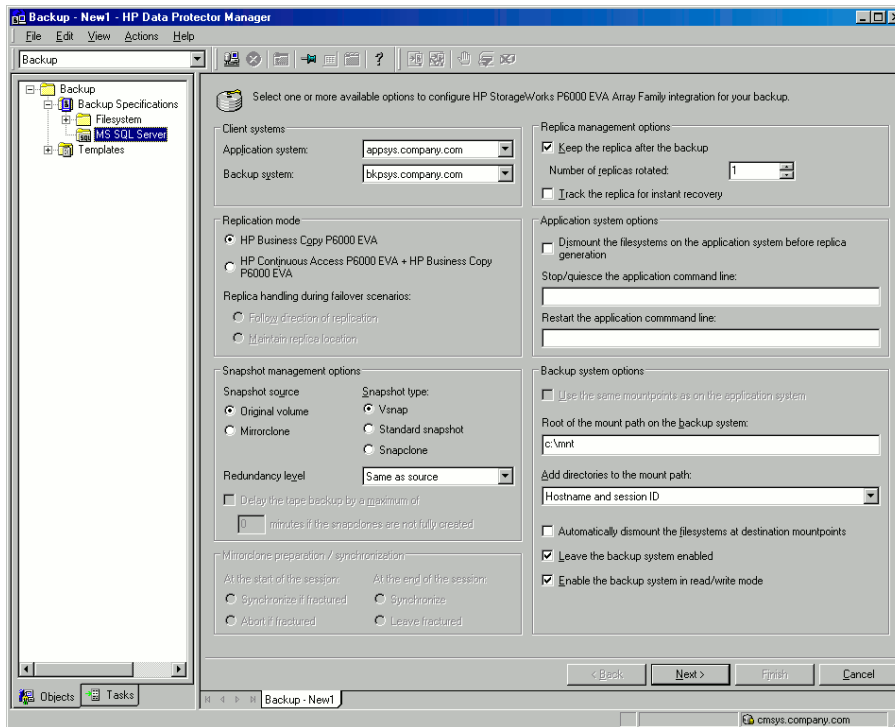 Backup - New1 - HP Data Protector Manager
File Edit View Actions Help
Backup
Backup
Backup Specifications
Filesystem
MS SQL Server
Templates
Select one or more available options to configure HP StorageWorks P6000 EVA Array Family integration for your backup.
Client systems
Application system: appsys.company.com
Backup system: bkpsys.company.com
Replication mode
HP Business Copy P6000 EVA
HP Continuous Access P6000 EVA + HP Business Copy
P6000 EVA
Replica handling during failover scenarios:
Follow direction of replication
Maintain replica location
Snapshot management options
Snapshot source Snapshot type:
Original volume Vsnap
Mirrorclone Standard snapshot
Snapclone
Redundancy level Same as source
Delay the tape backup by a maximum of
0 minutes if the snapclones are not fully created
Mirrorclone preparation / synchronization
At the start of the session: At the end of the session:
Synchronize if fractured Synchronize
Abort if fractured Leave fractured
Replica management options
Keep the replica after the backup
Number of replicas rotated: 1
Track the replica for instant recovery
Application system options
Dismount the filesystems on the application system before replica
generation
Stop/quiesce the application command line:
Restart the application commmand line:
Backup system options
Use the same mountpoints as on the application system
Root of the mount path on the backup system:
c:\mnt
Add directories to the mount path:
Hostname and session ID
Automatically dismount the filesystems at destination mountpoints
Leave the backup system enabled
Enable the backup system in read/write mode
< Back Next > Finish Cancel
Objects Tasks Backup - New1
cmsys.company.com